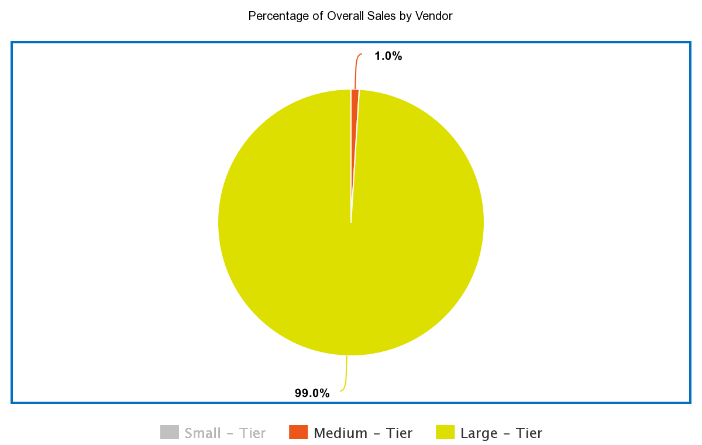 Percentage of Overall Sales by Vendor
1.0%
99.0%
Small - Tier Medium - Tier Large - Tier